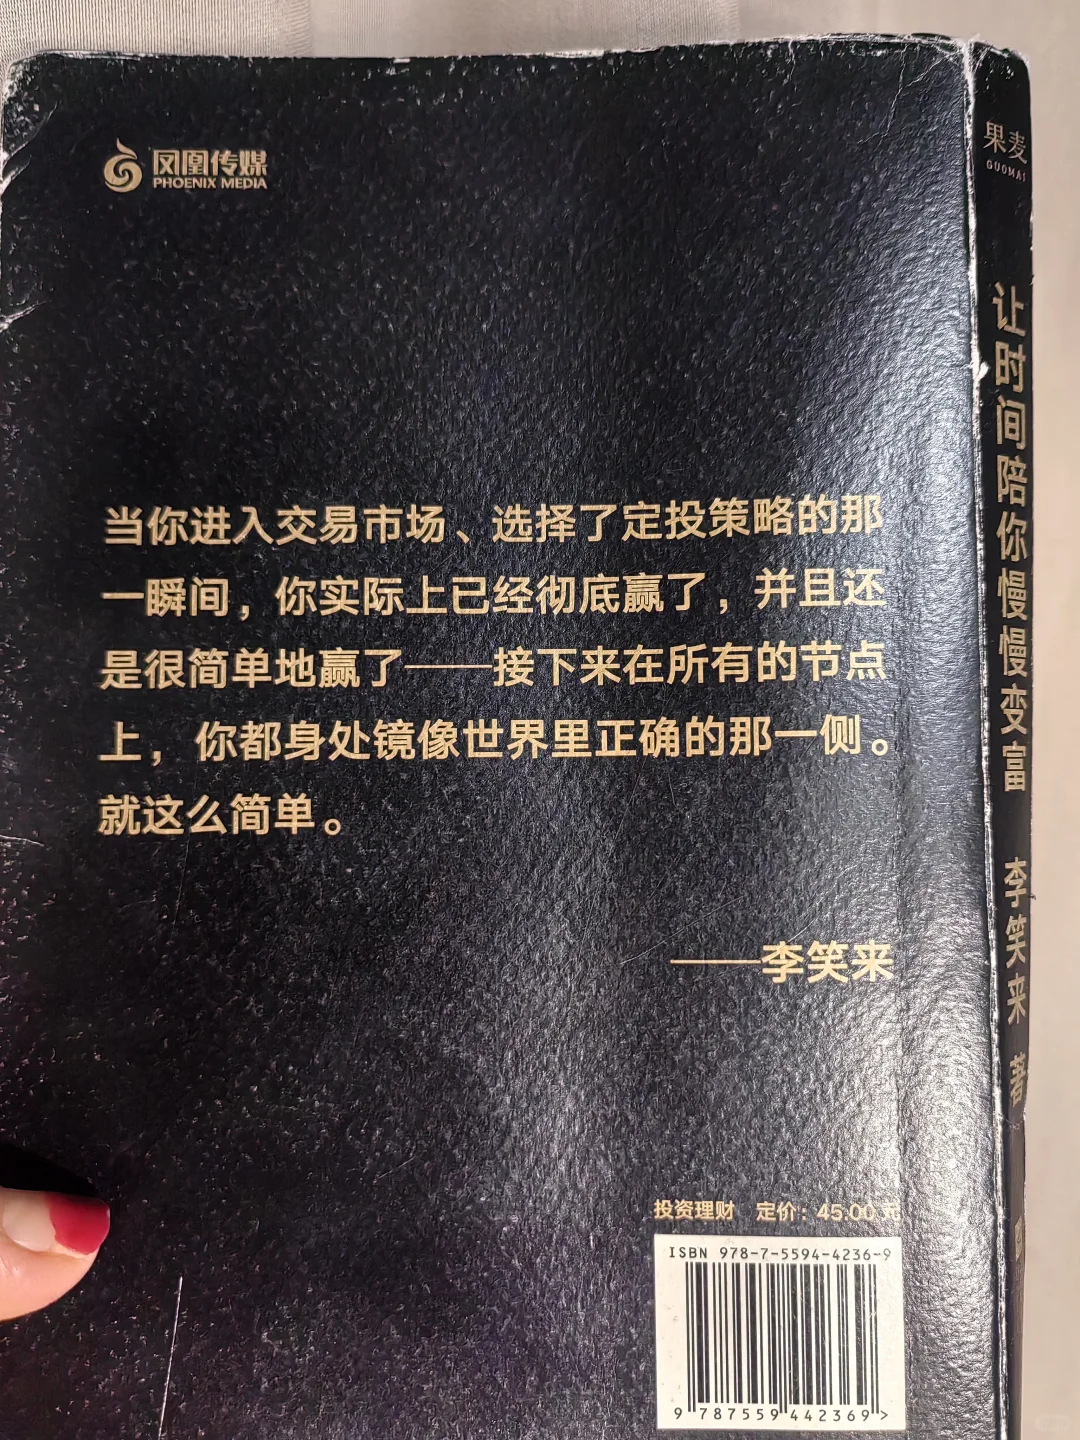 凤凰传媒
PHOENIX MEDIA
当你进入交易市场、选择了定投策略的那
一瞬间，你实际上已经彻底赢了，并且还
是很简单地赢了——接下来在所有的节点
上，你都身处镜像世界里正确的那一侧。
就这么简单。
——李笑来
投资理财 定价：45.00 元
ISBN 978-7-5594-4236-9
9 787559 442369 >
果麦
GUOMAI
让时间陪你慢慢变富 李笑来 著